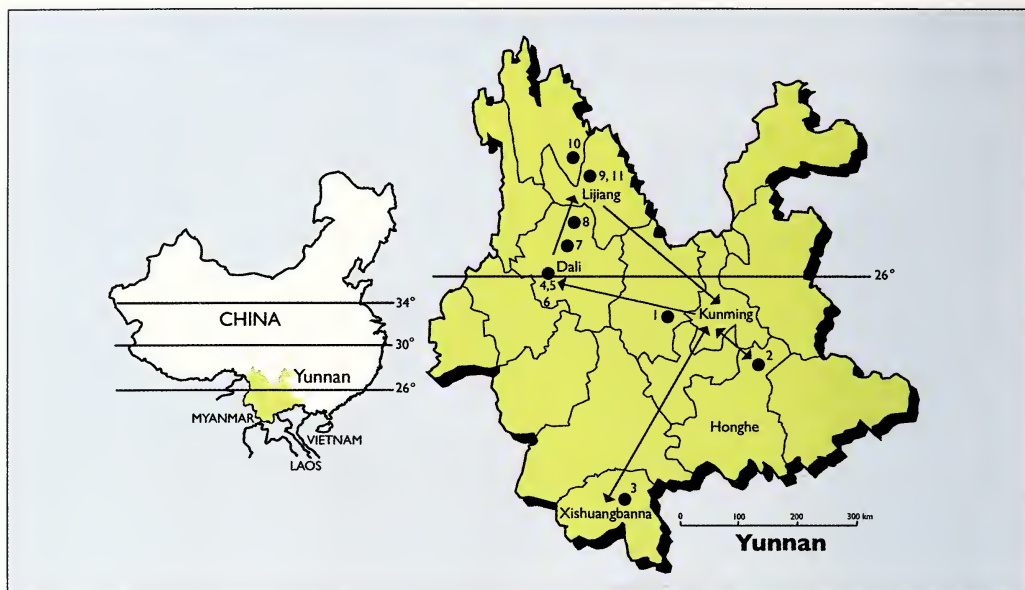 34°
CHINA
30°
Yunnan
26°
MYANMAR
VIETNAM
LAOS
10
9, 11
Lijiang
8
7
Dali
26°
4,5
6
1
Kunming
2
Honghe
3
Xishuangbanna
0 100 200 300 km
Yunnan